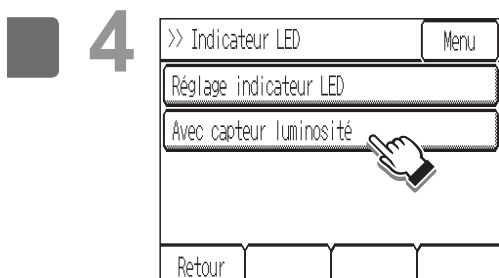 4
>> Indicateur LED Menu
Réglage indicateur LED
Avec capteur luminosité
Retour